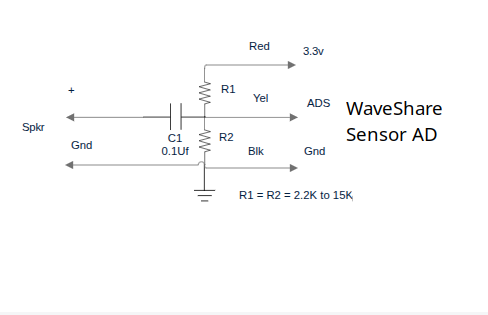 Red
3.3v
+
R1
Yel
ADS
WaveShare
Sensor AD
Spkr
C1
0.1Uf
R2
Gnd
Blk
Gnd
R1 = R2 = 2.2K to 15K